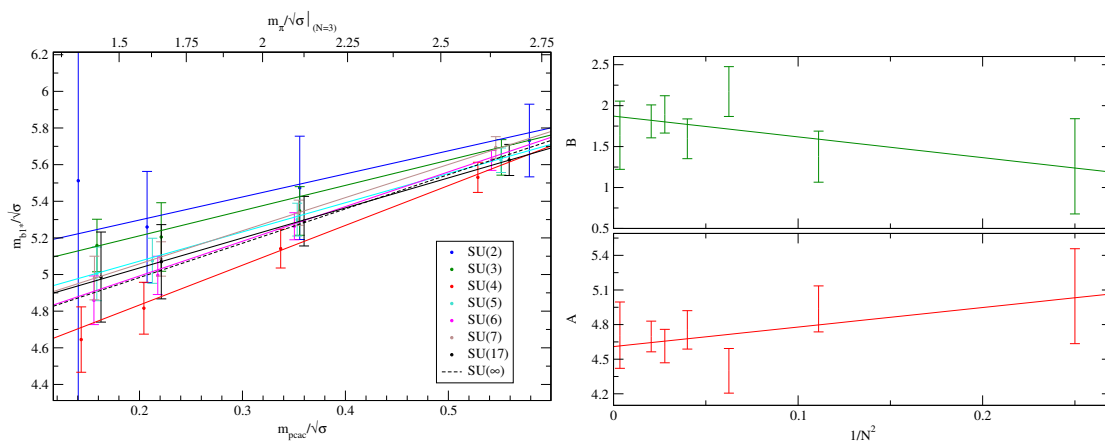 m_π/√σ|(N=3)
1.5 1.75 2 2.25 2.5 2.75
6.2
6
5.8
5.6
5.4
5.2
5
4.8
4.6
4.4
m_b1*/√σ
0.2 0.3 0.4 0.5
m_pcac/√σ
SU(2)
SU(3)
SU(4)
SU(5)
SU(6)
SU(7)
SU(17)
SU(∞)
2.5
2
1.5
1
0.5
B
5.4
5.1
4.8
4.5
4.2
A
0 0.1 0.2
1/N²